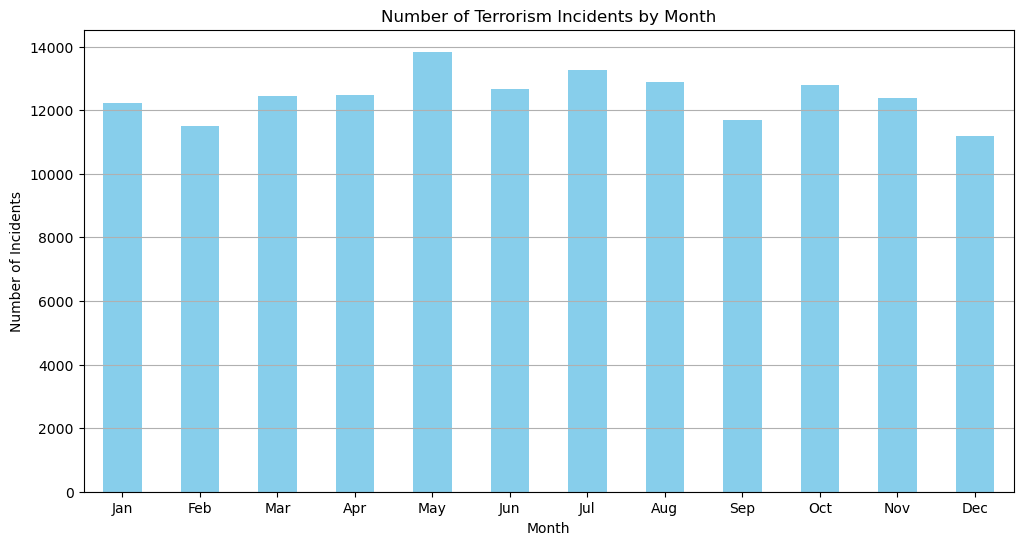 Number of Terrorism Incidents by Month
14000
12000
10000
8000
6000
4000
2000
0
Number of Incidents
Jan Feb Mar Apr May Jun Jul Aug Sep Oct Nov Dec
Month